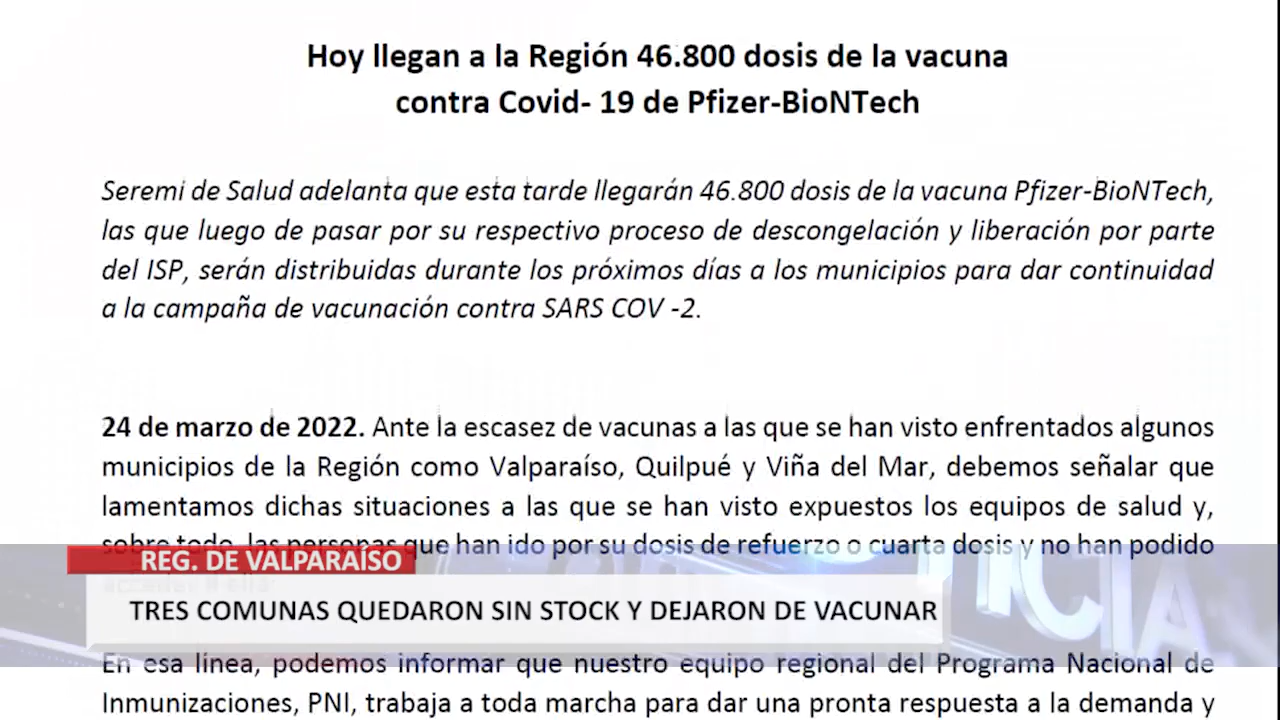 Hoy llegan a la Región 46.800 dosis de la vacuna
contra Covid- 19 de Pfizer-BioNTech
Seremi de Salud adelanta que esta tarde llegarán 46.800 dosis de la vacuna Pfizer-BioNTech,
las que luego de pasar por su respectivo proceso de descongelación y liberación por parte
del ISP, serán distribuidas durante los próximos días a los municipios para dar continuidad
a la campaña de vacunación contra SARS COV -2.
24 de marzo de 2022. Ante la escasez de vacunas a las que se han visto enfrentados algunos
municipios de la Región como Valparaíso, Quilpué y Viña del Mar, debemos señalar que
lamentamos dichas situaciones a las que se han visto expuestos los equipos de salud y,
sobre todo, las personas que han ido por su dosis de refuerzo o cuarta dosis y no han podido
REG. DE VALPARAÍSO
TRES COMUNAS QUEDARON SIN STOCK Y DEJARON DE VACUNAR
En esa línea, podemos informar que nuestro equipo regional del Programa Nacional de
Inmunizaciones, PNI, trabaja a toda marcha para dar una pronta respuesta a la demanda y